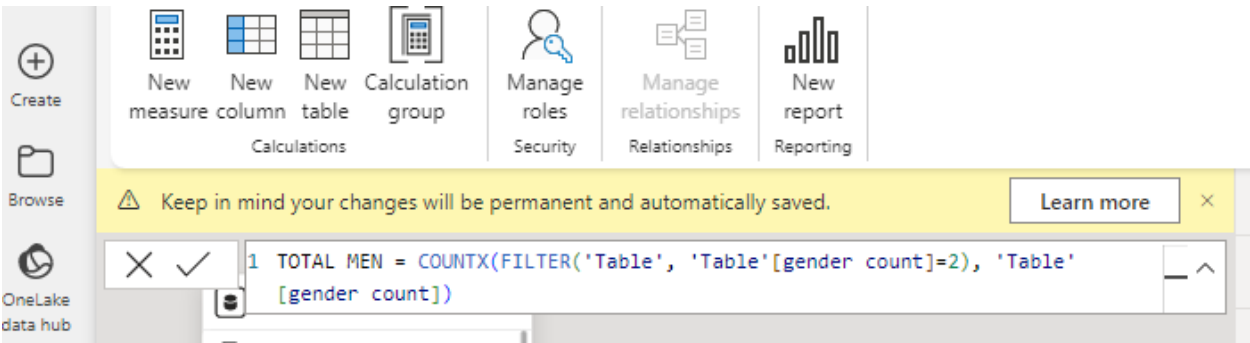 Create
Browse
OneLake
data hub
New
measure
New
column
New
table
Calculation
group
Calculations
Manage
roles
Security
Manage
relationships
Relationships
New
report
Reporting
Keep in mind your changes will be permanent and automatically saved.
Learn more
1 TOTAL MEN = COUNTX(FILTER('Table', 'Table'[gender count]=2), 'Table'
[gender count])